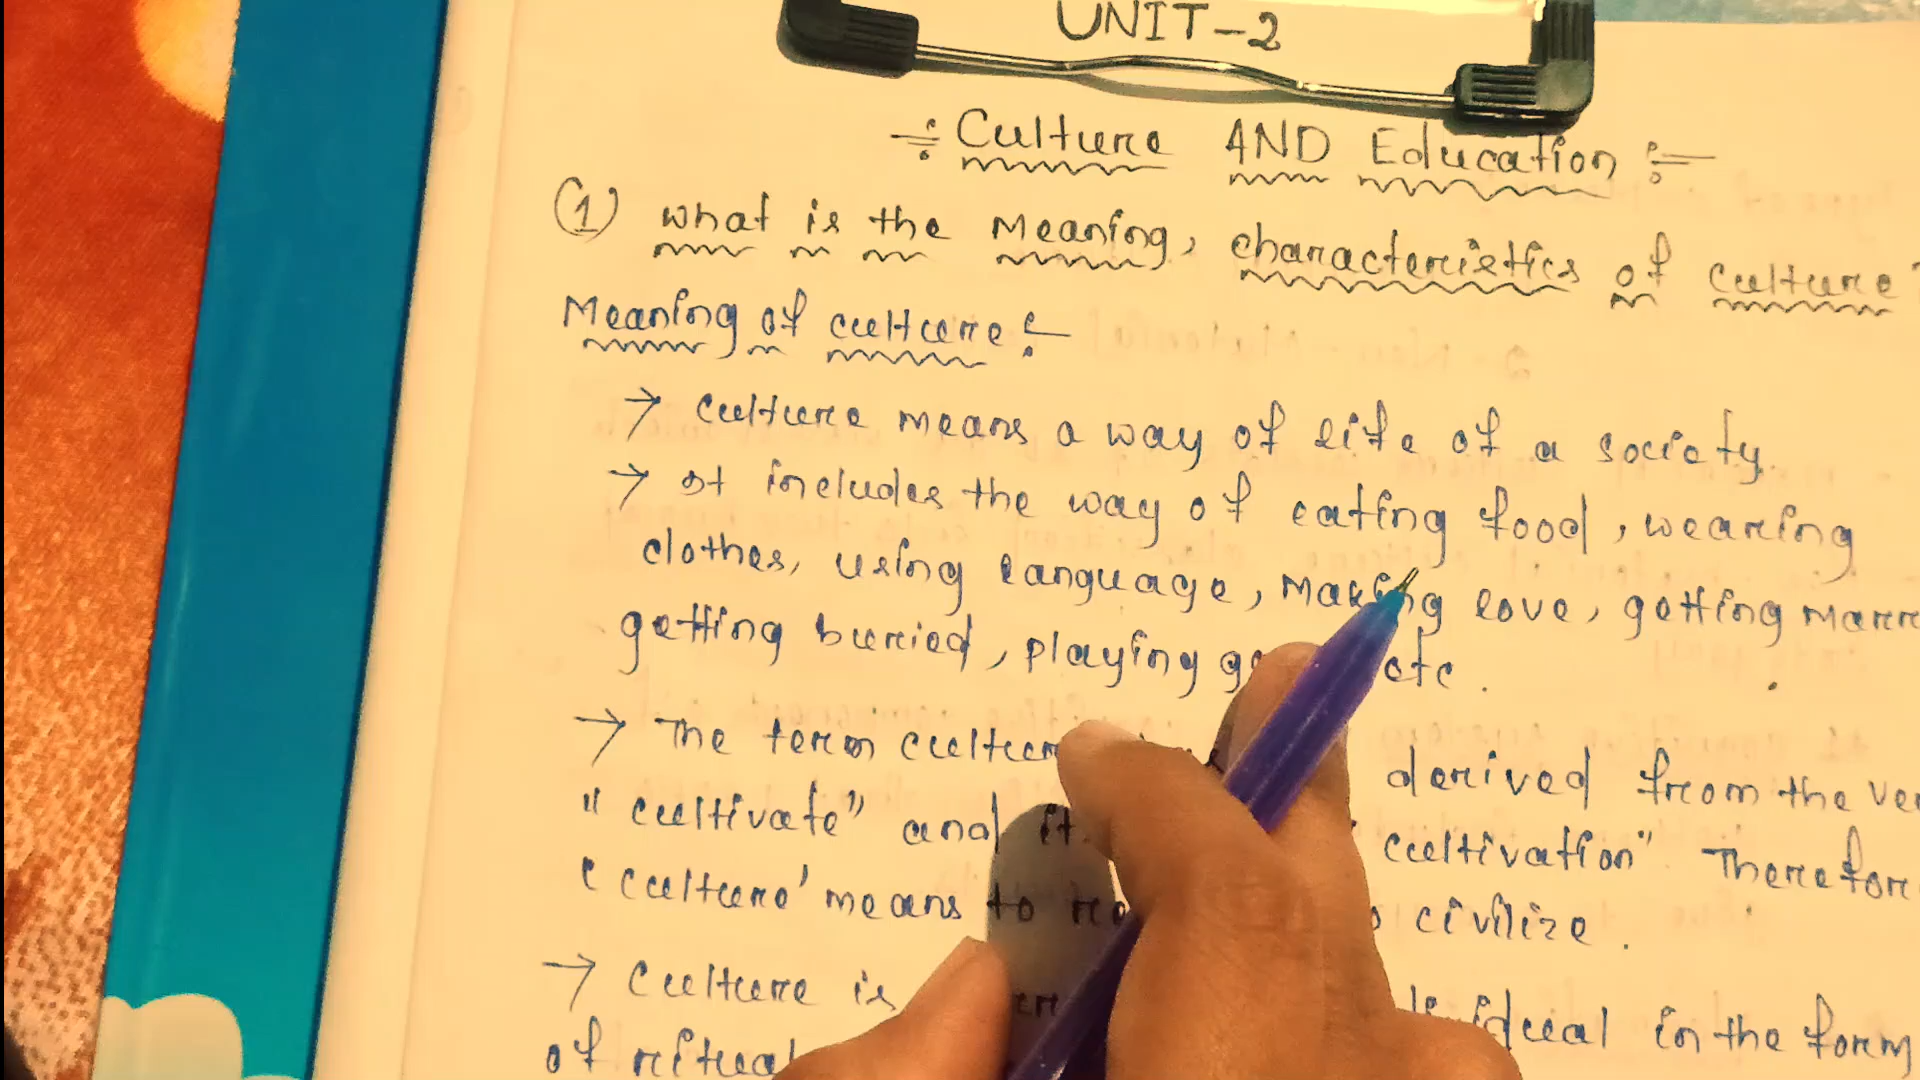 UNIT-2
Culture AND Education :-
(1) what is the Meaning, characteristics of culture?
Meaning of culture :-
→ culture means a way of life of a society.
→ It includes the way of eating food, wearing
clothes, using language, Making love, getting
getting buried, playing etc.
→ The term derived from the
"cultivate" and it cultivation" Therefore
'culture' means to civilize.
→ Culture is in the form
of ritual